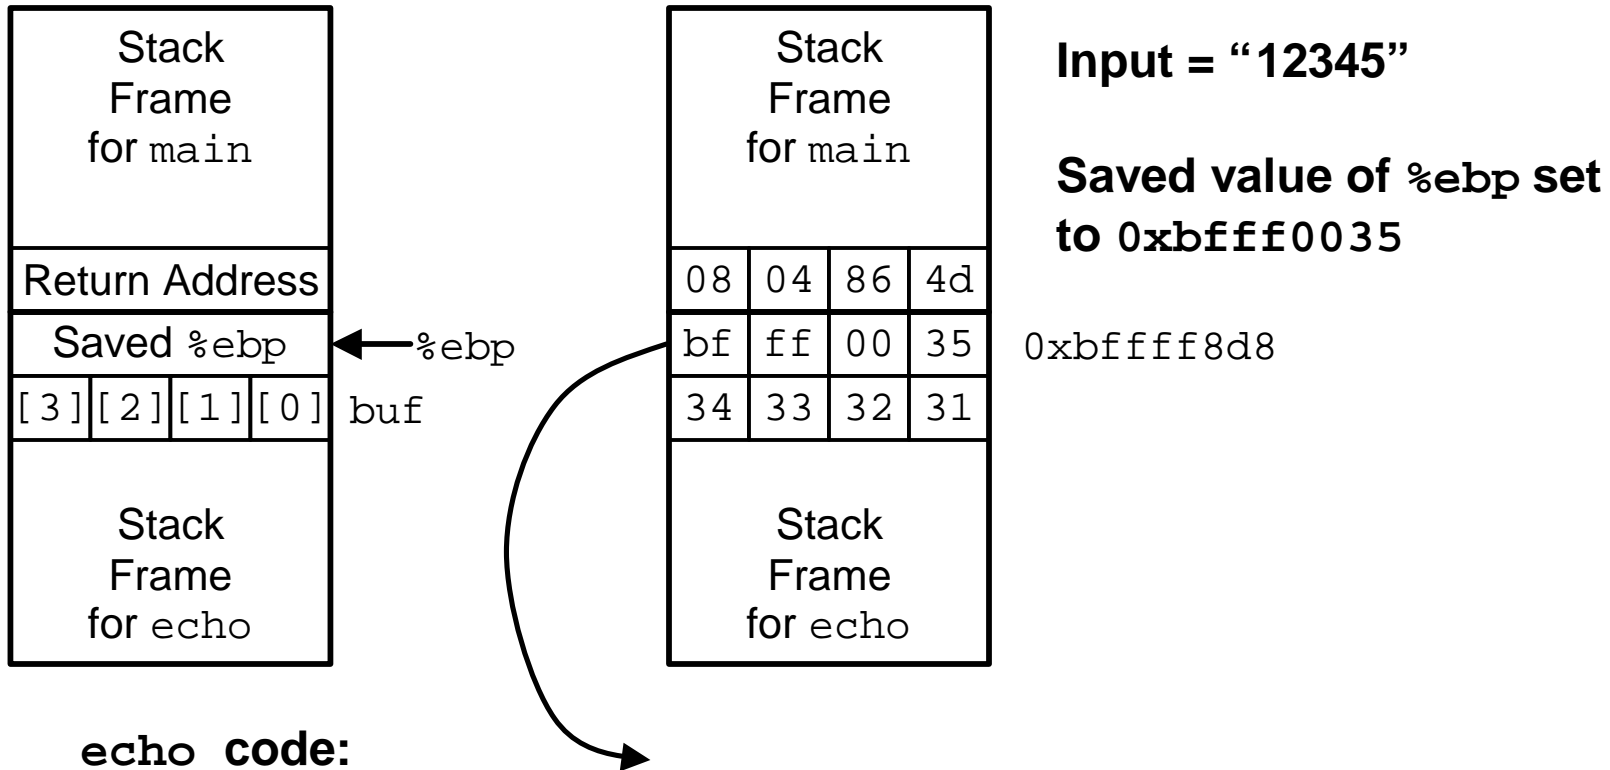 Stack
Frame
for main
Return Address
Saved %ebp
%ebp
[3] [2] [1] [0]
buf
Stack
Frame
for echo
Stack
Frame
for main
08 04 86 4d
bf ff 00 35
0xbffff8d8
34 33 32 31
Stack
Frame
for echo
Input = “12345”
Saved value of %ebp set
to 0xbfff0035
echo code: